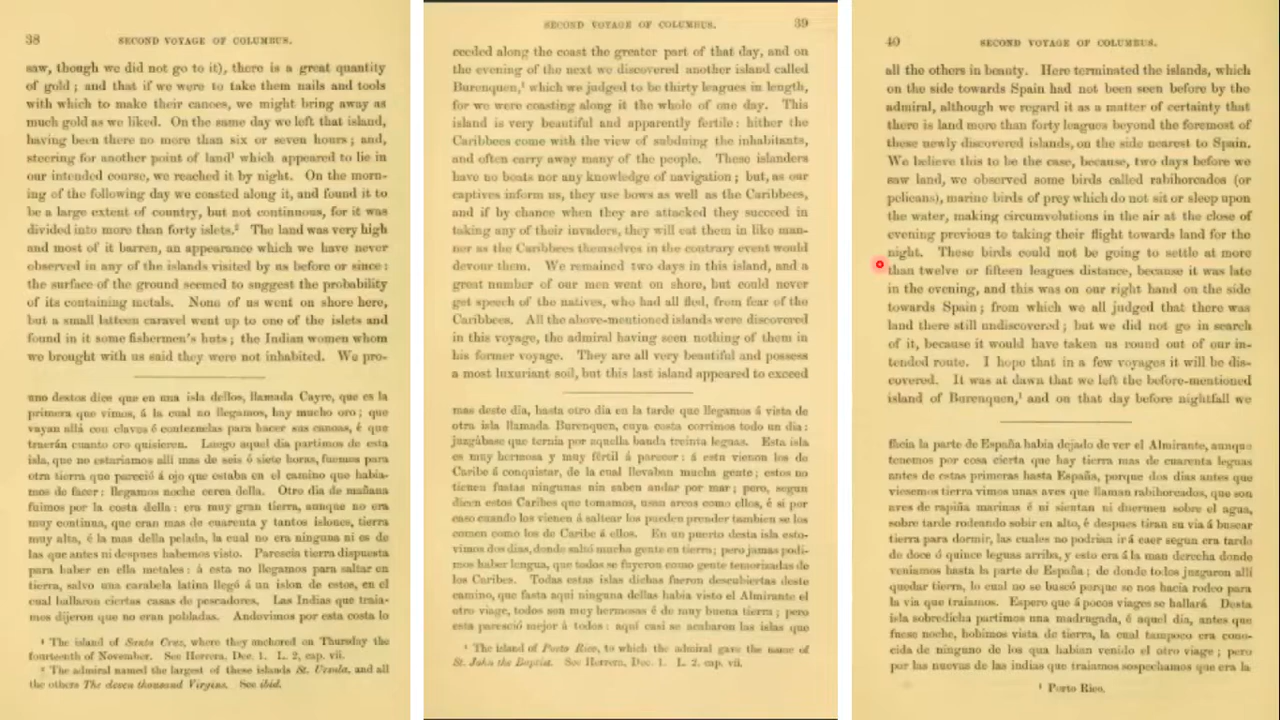 38
SECOND VOYAGE OF COLUMBUS.
saw, though we did not go to it), there is a great quantity
of gold; and that if we were to take them nails and tools
with which to make their canoes, we might bring away as
much gold as we liked. On the same day we left that island,
having been there no more than six or seven hours; and,
steering for another point of land¹ which appeared to lie in
our intended course, we reached it by night. On the morn-
ing of the following day we coasted along it, and found it to
be a large extent of country, but not continuous, for it was
divided into more than forty islets.² The land was very high
and most of it barren, an appearance which we have never
observed in any of the islands visited by us before or since:
the surface of the ground seemed to suggest the probability
of its containing metals. None of us went on shore here,
but a small latteen caravel went up to one of the islets and
found in it some fishermen's huts; the Indian women whom
we brought with us said they were not inhabited. We pro-
uno destos dice que en una isla dellos, llamada Cayre, que es la
primera que vimos, á la cual no llegamos, hay mucho oro; que
vayan allá con clavos é contezuelas para hacer sus canoas, é que
traerán cuanto oro quisieren. Luego aquel dia partimos de esta
isla, que no estariamos allí mas de seis ó siete horas, fuemos para
otra tierra que pareció á ojo que estaba en el camino que habia-
mos de facer: llegamos noche cerca della. Otro dia de mañana
fuimos por la costa della: era muy gran tierra, aunque no era
muy continua, que eran mas de cuarenta y tantos islones, tierra
muy alta, é la mas della pelada, la cual no era ninguna ni es de
las que antes ni despues habemos visto. Parescia tierra dispuesta
para haber en ella metales: á esta no llegamos para saltar en
tierra, salvo una carabela latina llegó á un islon de estos, en el
cual hallaron ciertas casas de pescadores. Las Indias que traia-
mos dijeron que no eran pobladas. Andovimos por esta costa lo
¹ The island of Santa Cruz, where they anchored on Thursday the
fourteenth of November. See Herrera, Dec. 1. L. 2, cap. vii.
² The admiral named the largest of these islands St. Ursula, and all
the others The eleven thousand Virgins. See ibid.
SECOND VOYAGE OF COLUMBUS.
39
ceeded along the coast the greater part of that day, and on
the evening of the next we discovered another island called
Burenquen,¹ which we judged to be thirty leagues in length,
for we were coasting along it the whole of one day. This
island is very beautiful and apparently fertile: hither the
Caribbees come with the view of subduing the inhabitants,
and often carry away many of the people. These islanders
have no boats nor any knowledge of navigation; but, as our
captives inform us, they use bows as well as the Caribbees,
and if by chance when they are attacked they succeed in
taking any of their invaders, they will eat them in like man-
ner as the Caribbees themselves in the contrary event would
devour them. We remained two days in this island, and a
great number of our men went on shore, but could never
get speech of the natives, who had all fled, from fear of the
Caribbees. All the above-mentioned islands were discovered
in this voyage, the admiral having seen nothing of them in
his former voyage. They are all very beautiful and possess
a most luxuriant soil, but this last island appeared to exceed
mas deste dia, hasta otro dia en la tarde que llegamos á vista de
otra isla llamada Burenquen, cuya costa corrimos todo un dia:
juzgábase que ternia por aquella banda treinta leguas. Esta isla
es muy hermosa y muy fértil á parecer: á esta vienen los de
Caribe á conquistar, de la cual llevaban mucha gente; estos no
tienen fustas ningunas nin saben andar por mar; pero, segun
dicen estos Caribes que tomamos, usan arcos como ellos, é si por
caso cuando los vienen á saltear los pueden prender tambien se los
comen como los de Caribe á ellos. En un puerto desta isla esto-
vimos dos dias, donde saltó mucha gente en tierra; pero jamas podi-
mos haber lengua, que todos se fuyeron como gente temorizadas de
los Caribes. Todas estas islas dichas fueron descubiertas deste
camino, que fasta aqui ninguna dellas habia visto el Almirante el
otro viage, todas son muy hermosas é de muy buena tierra; pero
esta paresció mejor á todos: aquí casi se acabaron las islas que
¹ The island of Porto Rico, to which the admiral gave the name of
St. John the Baptist. See Herrera, Dec. 1. L. 2, cap. vii.
40
SECOND VOYAGE OF COLUMBUS.
all the others in beauty. Here terminated the islands, which
on the side towards Spain had not been seen before by the
admiral, although we regard it as a matter of certainty that
there is land more than forty leagues beyond the foremost of
these newly discovered islands, on the side nearest to Spain.
We believe this to be the case, because, two days before we
saw land, we observed some birds called rabihorcados (or
pelicans), marine birds of prey which do not sit or sleep upon
the water, making circumvolutions in the air at the close of
evening previous to taking their flight towards land for the
night. These birds could not be going to settle at more
than twelve or fifteen leagues distance, because it was late
in the evening, and this was on our right hand on the side
towards Spain; from which we all judged that there was
land there still undiscovered; but we did not go in search
of it, because it would have taken us round out of our in-
tended route. I hope that in a few voyages it will be dis-
covered. It was at dawn that we left the before-mentioned
island of Burenquen,¹ and on that day before nightfall we
fácia la parte de España habia dejado de ver el Almirante, aunque
tenemos por cosa cierta que hay tierra mas de cuarenta leguas
antes de estas primeras hasta España, porque dos dias antes que
viesemos tierra vimos unas aves que llaman rabihorcados, que son
aves de rapiña marinas é ni sientan ni duermen sobre el agua,
sobre tarde rodeando sobir en alto, é despues tiran su via á buscar
tierra para dormir, las cuales no podrian ir á caer segun era tarde
de doce ó quince leguas arriba, y esto era á la man derecha donde
veniamos hasta la parte de España; de donde todos juzgaron allí
quedar tierra, lo cual no se buscó porque se nos hacia rodeo para
la via que traiamos. Espero que á pocos viages se hallará Desta
isla sobredicha partimos una madrugada, é aquel dia, antes que
fuese noche, hobimos vista de tierra, la cual tampoco era cono-
cida de ninguno de los que habian venido el otro viage; pero
por las nuevas de las indias que traiamos sospechamos que era la
¹ Porto Rico.